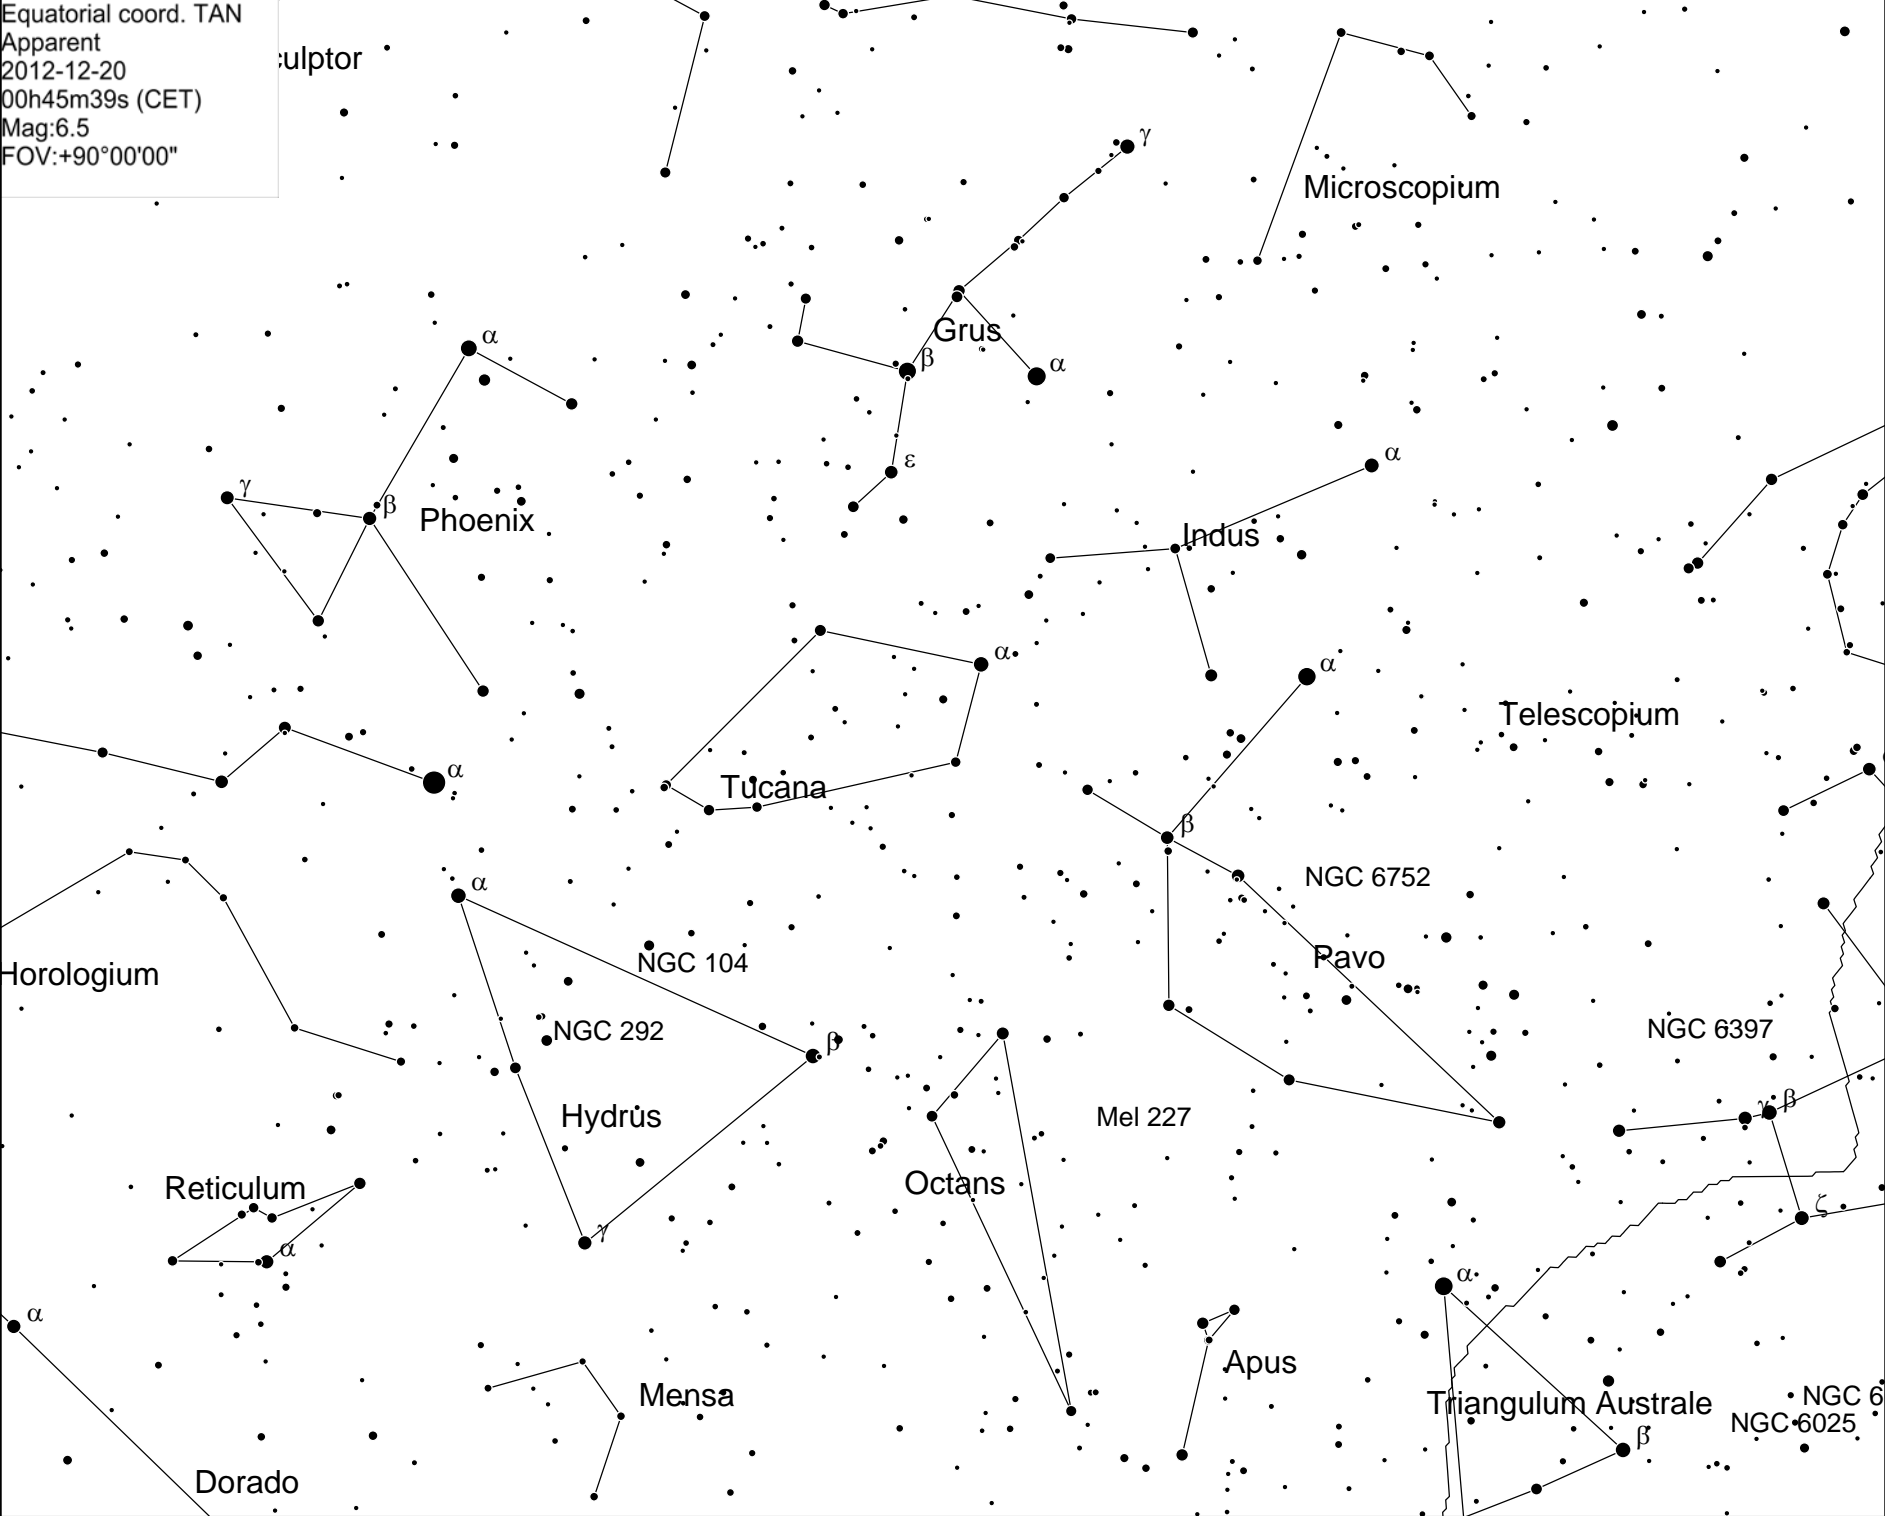 Equatorial coord. TAN
Apparent
2012-12-20
00h45m39s (CET)
Mag:6.5
FOV:+90°00'00"
culptor
γ
Microscopium
Grus
α
β
α
ε
α
γ
β
Phoenix
Indus
α
α
Telescopium
α
Tucana
β
α
NGC 6752
NGC 104
Pavo
Horologium
NGC 292
β
NGC 6397
Hydrus
Mel 227
γ β
Reticulum
Octans
ζ
γ
α
α
α
Apus
Mensa
Triangulum Australe
NGC 6
NGC 6025
β
Dorado